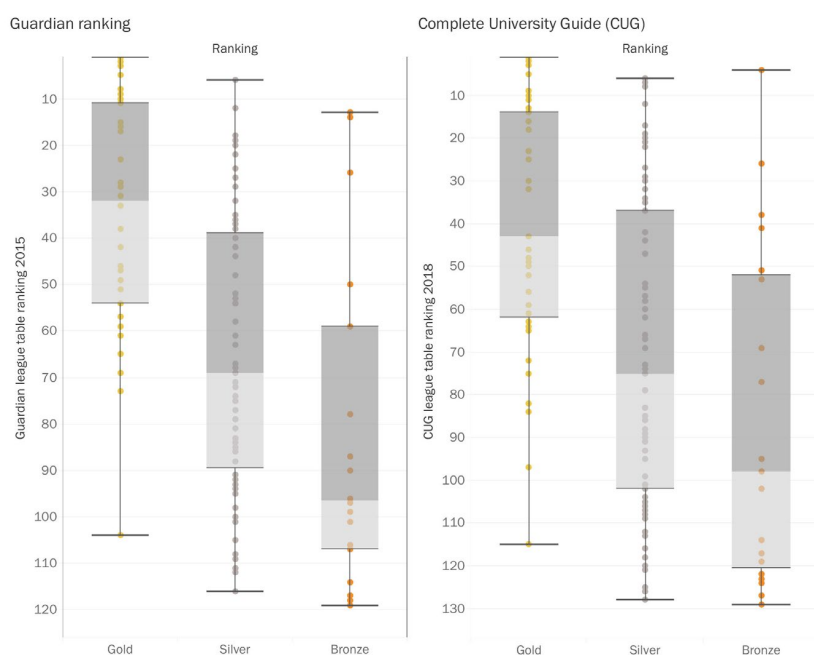 Guardian ranking
Ranking
Guardian league table ranking 2015
10
20
30
40
50
60
70
80
90
100
110
120
Gold
Silver
Bronze
Complete University Guide (CUG)
Ranking
CUG league table ranking 2018
10
20
30
40
50
60
70
80
90
100
110
120
130
Gold
Silver
Bronze